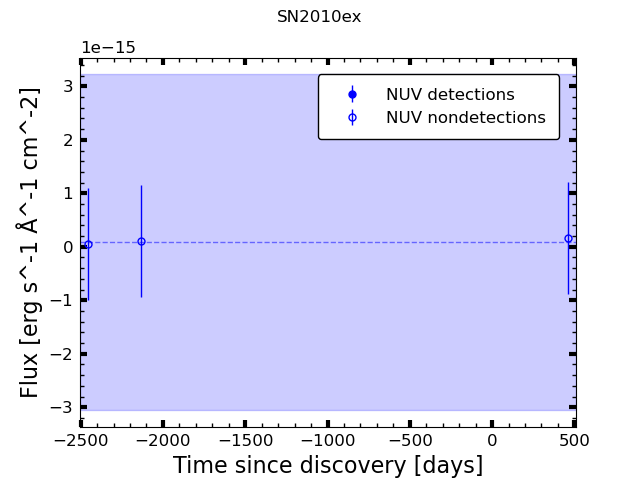 SN2010ex
1e−15
3
2
1
0
−1
−2
−3
Flux [erg s^-1 Å^-1 cm^-2]
NUV detections
NUV nondetections
−2500 −2000 −1500 −1000 −500 0 500
Time since discovery [days]